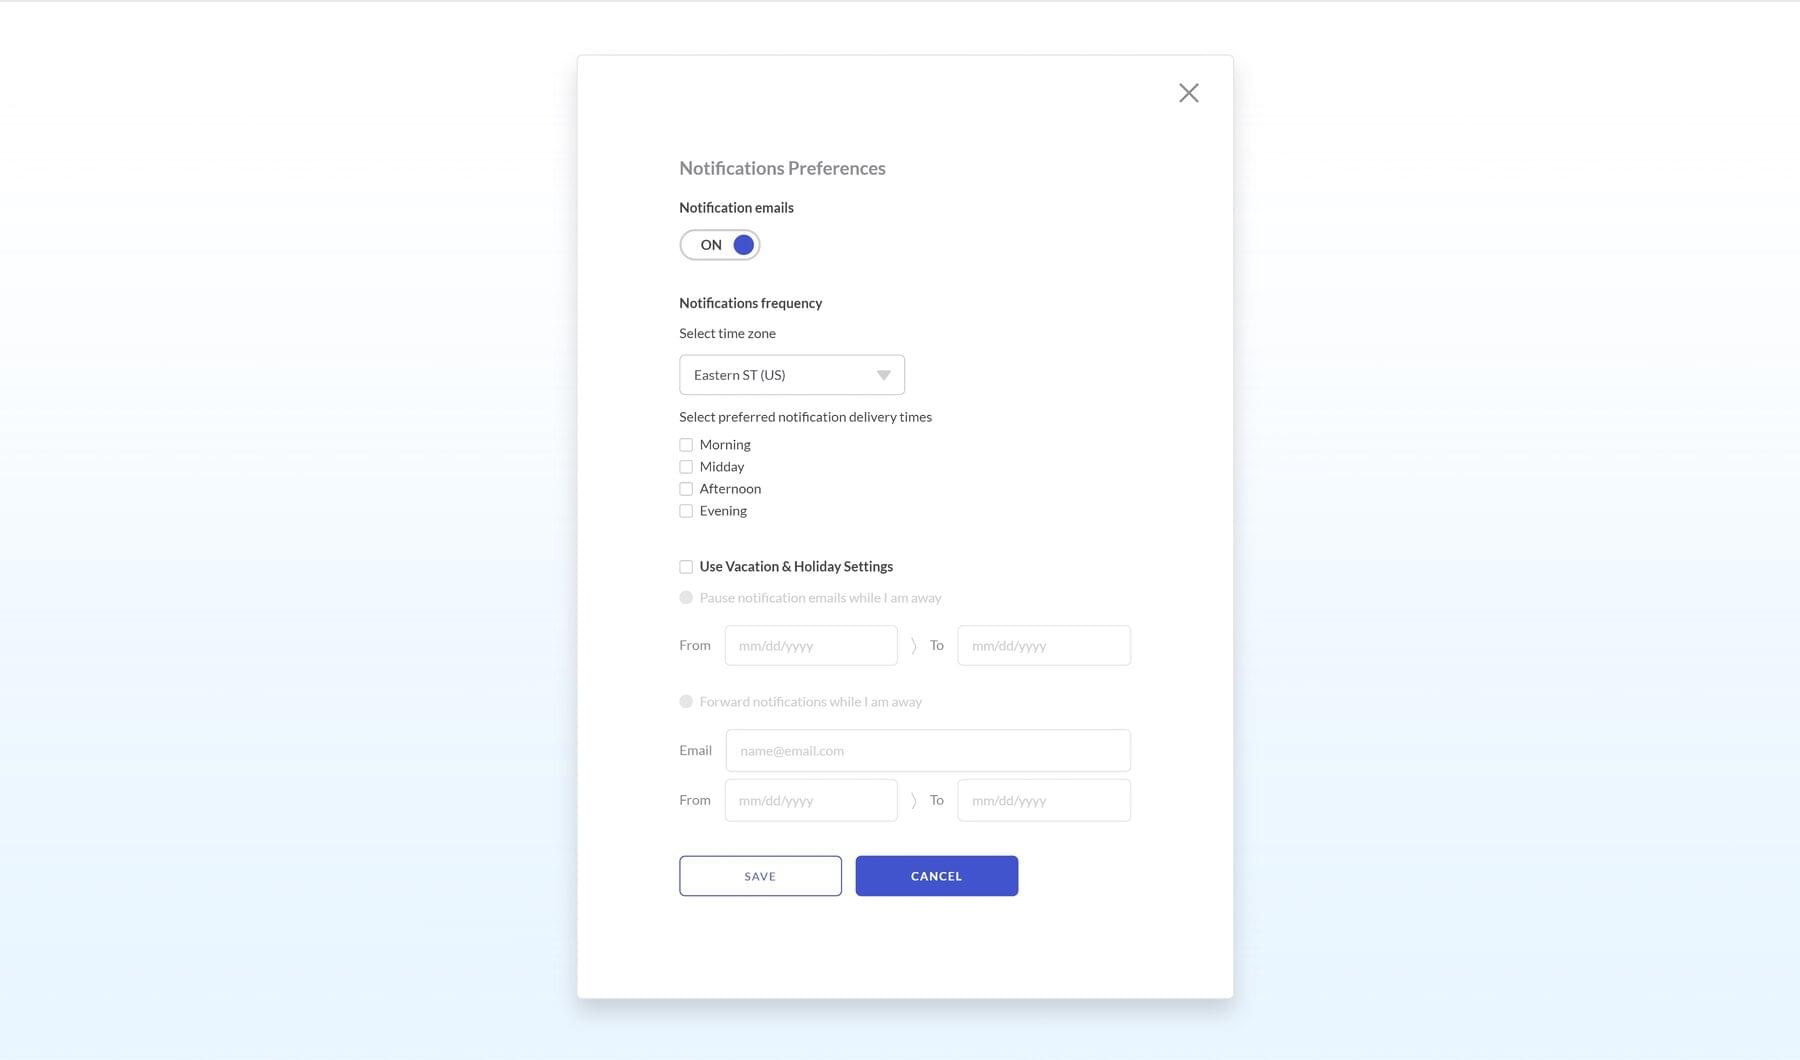 Notifications Preferences
Notification emails
ON
Notifications frequency
Select time zone
Eastern ST (US)
Select preferred notification delivery times
Morning
Midday
Afternoon
Evening
Use Vacation & Holiday Settings
Pause notification emails while I am away
From mm/dd/yyyy To mm/dd/yyyy
Forward notifications while I am away
Email name@email.com
From mm/dd/yyyy To mm/dd/yyyy
SAVE CANCEL